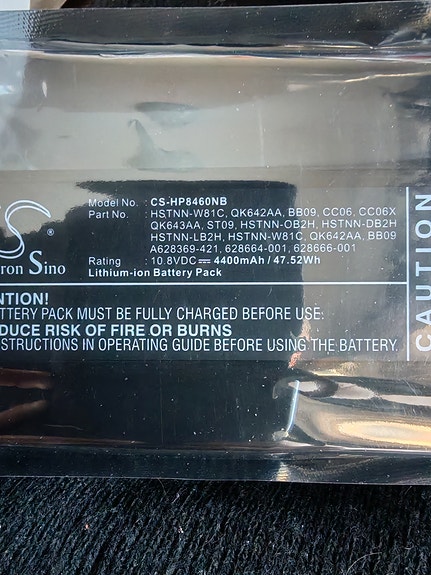 Model No. : CS-HP8460NB
Part No. : HSTNN-W81C, QK642AA, BB09, CC06, CC06X
QK643AA, ST09, HSTNN-OB2H, HSTNN-DB2H
HSTNN-LB2H, HSTNN-W81C, QK642AA, BB09
A628369-421, 628664-001, 628666-001
Rating : 10.8VDC 4400mAh / 47.52Wh
Lithium-ion Battery Pack
CS ®
eron Sino
NTION!
TTERY PACK MUST BE FULLY CHARGED BEFORE USE:
DUCE RISK OF FIRE OR BURNS
NSTRUCTIONS IN OPERATING GUIDE BEFORE USING THE BATTERY.
CAUTION